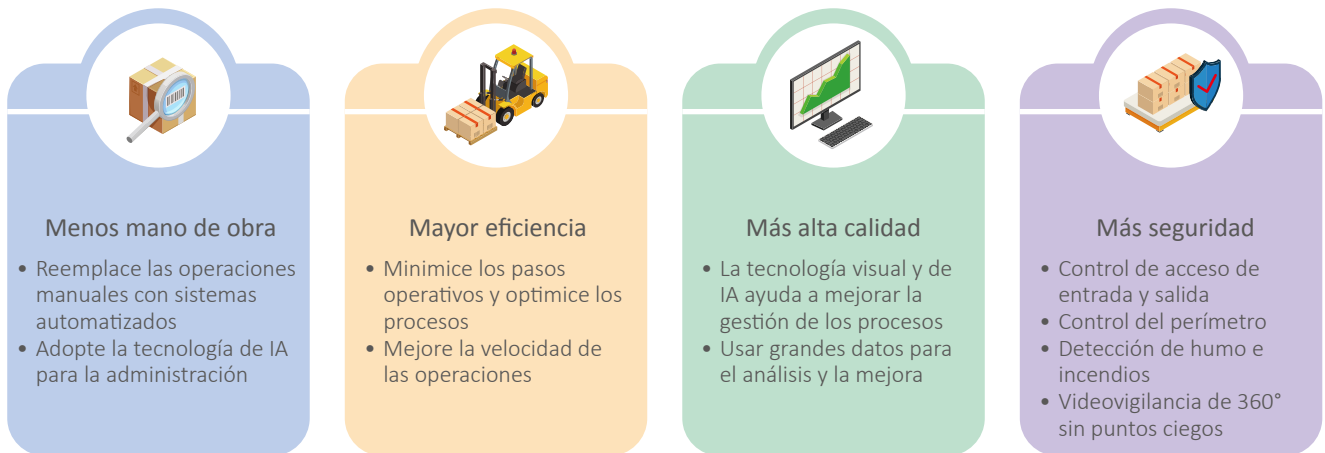 Menos mano de obra
• Reemplace las operaciones
manuales con sistemas
automatizados
• Adopte la tecnología de IA
para la administración
Mayor eficiencia
• Minimice los pasos
operativos y optimice los
procesos
• Mejore la velocidad de
las operaciones
Más alta calidad
• La tecnología visual y de
IA ayuda a mejorar la
gestión de los procesos
• Usar grandes datos para
el análisis y la mejora
Más seguridad
• Control de acceso de
entrada y salida
• Control del perímetro
• Detección de humo e
incendios
• Videovigilancia de 360°
sin puntos ciegos